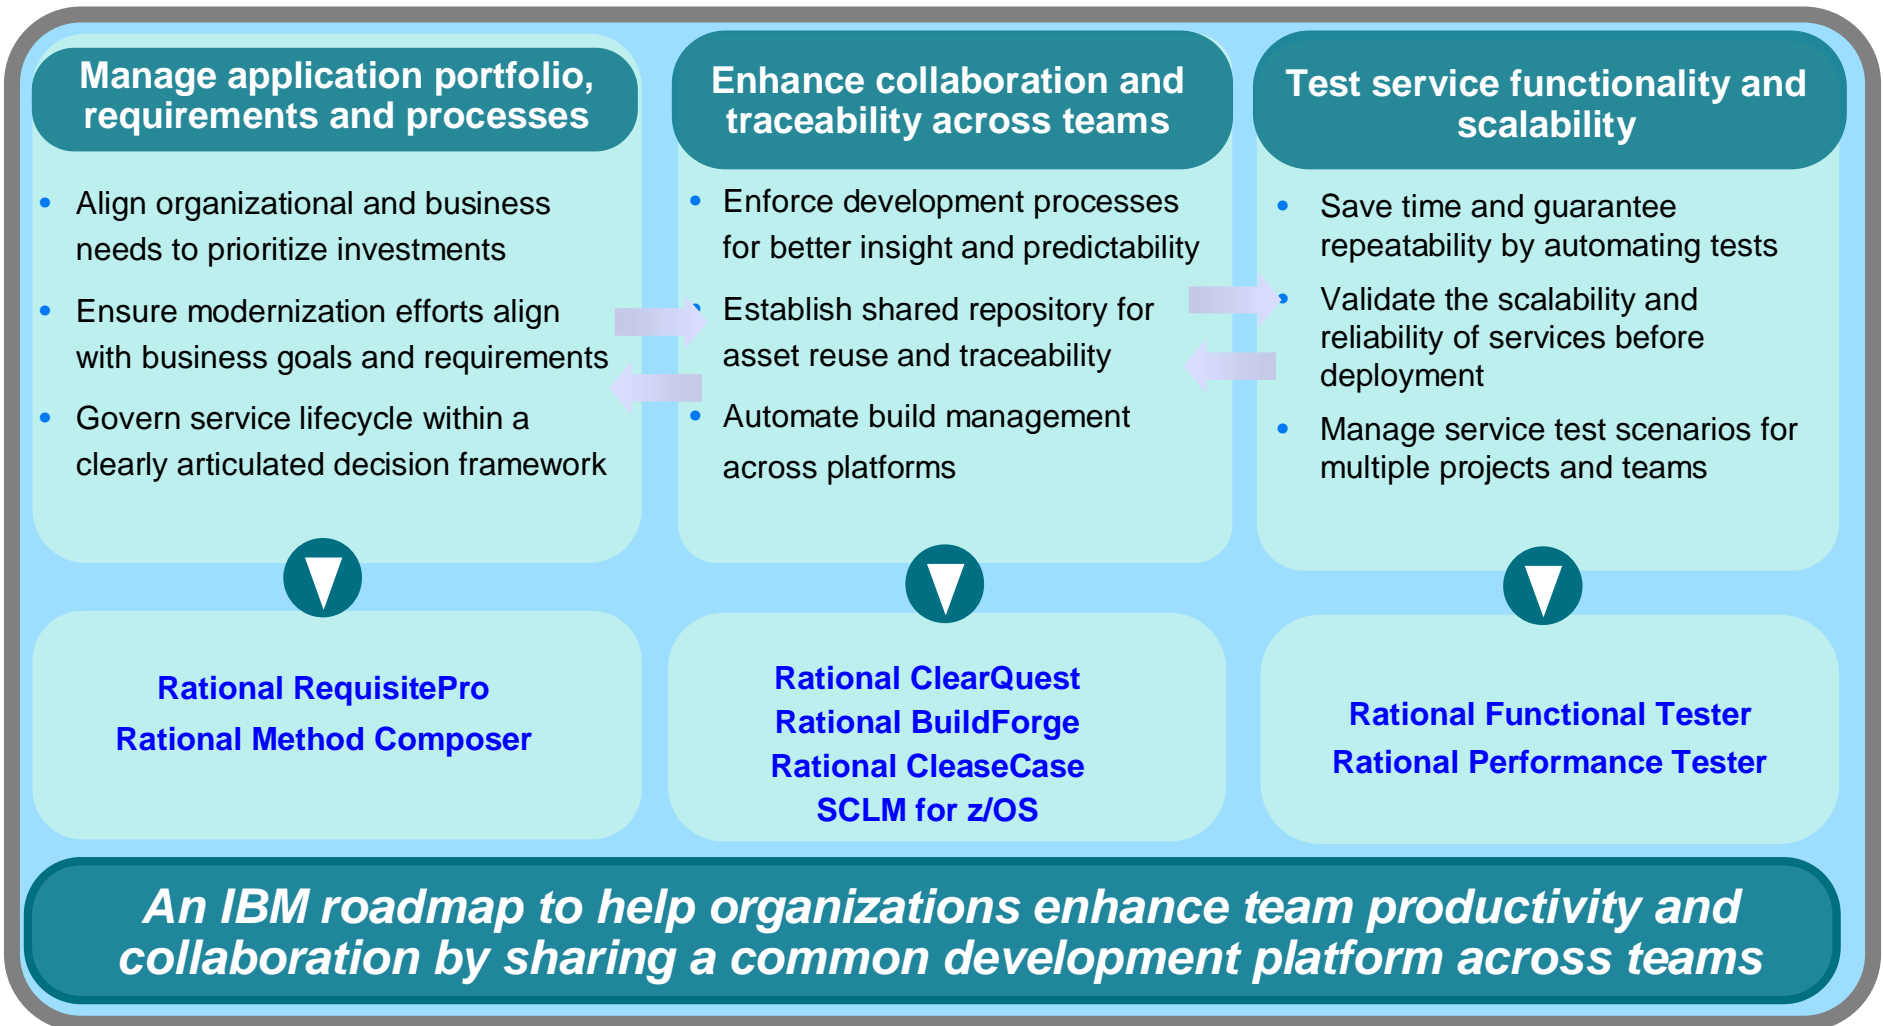 Manage application portfolio,
requirements and processes
• Align organizational and business
needs to prioritize investments
• Ensure modernization efforts align
with business goals and requirements
• Govern service lifecycle within a
clearly articulated decision framework
Rational RequisitePro
Rational Method Composer
Enhance collaboration and
traceability across teams
• Enforce development processes
for better insight and predictability
• Establish shared repository for
asset reuse and traceability
• Automate build management
across platforms
Rational ClearQuest
Rational BuildForge
Rational CleaseCase
SCLM for z/OS
Test service functionality and
scalability
• Save time and guarantee
repeatability by automating tests
• Validate the scalability and
reliability of services before
deployment
• Manage service test scenarios for
multiple projects and teams
Rational Functional Tester
Rational Performance Tester
An IBM roadmap to help organizations enhance team productivity and
collaboration by sharing a common development platform across teams